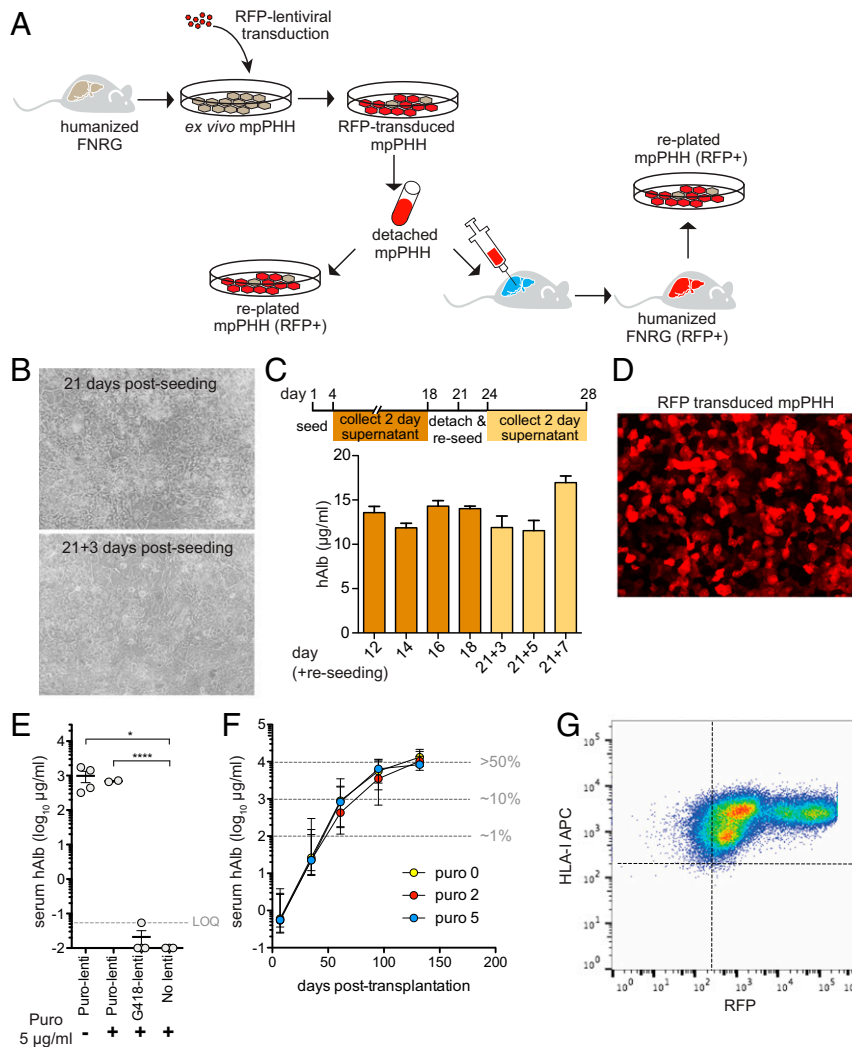 A
RFP-lentiviral
transduction
humanized
FNRG
ex vivo mpPHH
RFP-transduced
mpPHH
detached
mpPHH
re-plated
mpPHH (RFP+)
re-plated
mpPHH (RFP+)
humanized
FNRG (RFP+)
B
21 days post-seeding
21+3 days post-seeding
C
day 1 4 18 21 24 28
seed
collect 2 day
supernatant
detach &
re-seed
collect 2 day
supernatant
hAlb (µg/ml)
20
15
10
5
0
12 14 16 18 21+3 21+5 21+7
day
(+re-seeding)
D
RFP transduced mpPHH
E
serum hAlb (log10 µg/ml)
5
4
3
2
1
0
-1
-2
* 
****
LOQ
Puro-lenti
Puro-lenti
G418-lenti
No lenti
Puro
5 µg/ml
- + + +
F
serum hAlb (log10 µg/ml)
5
4
3
2
1
0
-1
>50%
~10%
~1%
puro 0
puro 2
puro 5
0 50 100 150 200
days post-transplantation
G
HLA-I APC
10^5
10^4
10^3
10^2
10^1
10^0
10^0 10^1 10^2 10^3 10^4 10^5
RFP